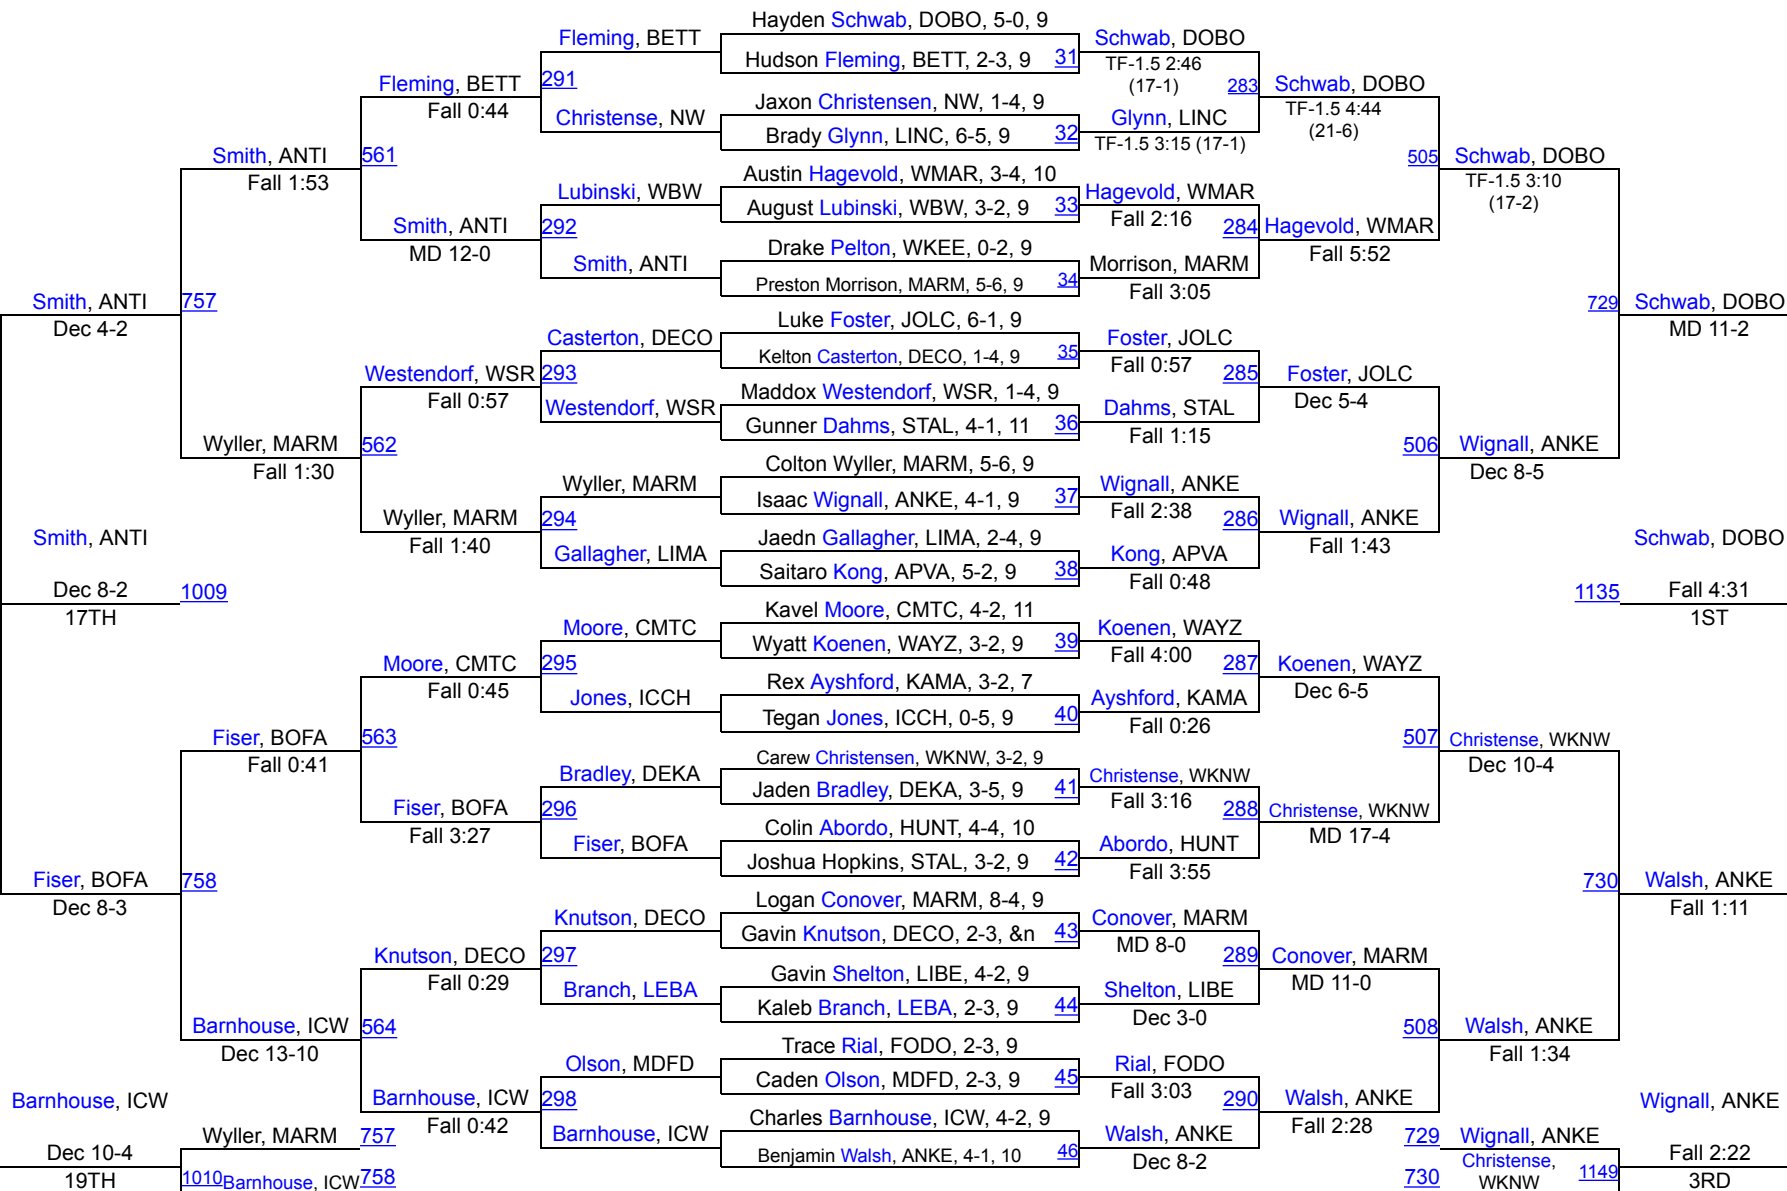 Hayden Schwab, DOBO, 5-0, 9
Fleming, BETT
Schwab, DOBO
Hudson Fleming, BETT, 2-3, 9 31
TF-1.5 2:46
(17-1)
Fleming, BETT
291
283
Schwab, DOBO
Fall 0:44
Jaxon Christensen, NW, 1-4, 9
TF-1.5 4:44
(21-6)
Christense, NW
Glynn, LINC
Brady Glynn, LINC, 6-5, 9 32
TF-1.5 3:15 (17-1)
Smith, ANTI
561
505
Schwab, DOBO
Fall 1:53
Austin Hagevold, WMAR, 3-4, 10
TF-1.5 3:10
(17-2)
Lubinski, WBW
Hagevold, WMAR
August Lubinski, WBW, 3-2, 9 33
Fall 2:16
Smith, ANTI
292
284
Hagevold, WMAR
MD 12-0
Drake Pelton, WKEE, 0-2, 9
Fall 5:52
Smith, ANTI
Morrison, MARM
Preston Morrison, MARM, 5-6, 9 34
Fall 3:05
Smith, ANTI
757
729
Schwab, DOBO
Dec 4-2
Luke Foster, JOLC, 6-1, 9
MD 11-2
Casterton, DECO
Foster, JOLC
Kelton Casterton, DECO, 1-4, 9 35
Fall 0:57
Westendorf, WSR
293
285
Foster, JOLC
Fall 0:57
Maddox Westendorf, WSR, 1-4, 9
Dec 5-4
Westendorf, WSR
Dahms, STAL
Gunner Dahms, STAL, 4-1, 11 36
Fall 1:15
Wyller, MARM
562
506
Wignall, ANKE
Fall 1:30
Colton Wyller, MARM, 5-6, 9
Dec 8-5
Wyller, MARM
Wignall, ANKE
Isaac Wignall, ANKE, 4-1, 9 37
Fall 2:38
Wyller, MARM
294
286
Wignall, ANKE
Fall 1:40
Smith, ANTI
Jaedn Gallagher, LIMA, 2-4, 9
Fall 1:43
Schwab, DOBO
Gallagher, LIMA
Kong, APVA
Saitaro Kong, APVA, 5-2, 9 38
Fall 0:48
Dec 8-2
1009
1135
Fall 4:31
17TH
Kavel Moore, CMTC, 4-2, 11
1ST
Moore, CMTC
Koenen, WAYZ
Wyatt Koenen, WAYZ, 3-2, 9 39
Fall 4:00
Moore, CMTC
295
287
Koenen, WAYZ
Fall 0:45
Rex Ayshford, KAMA, 3-2, 7
Dec 6-5
Jones, ICCH
Ayshford, KAMA
Tegan Jones, ICCH, 0-5, 9 40
Fall 0:26
Fiser, BOFA
563
507
Christense, WKNW
Fall 0:41
Carew Christensen, WKNW, 3-2, 9
Dec 10-4
Bradley, DEKA
Christense, WKNW
Jaden Bradley, DEKA, 3-5, 9 41
Fall 3:16
Fiser, BOFA
296
288
Christense, WKNW
Fall 3:27
Colin Abordo, HUNT, 4-4, 10
MD 17-4
Fiser, BOFA
Abordo, HUNT
Joshua Hopkins, STAL, 3-2, 9 42
Fall 3:55
Fiser, BOFA
758
730
Walsh, ANKE
Dec 8-3
Logan Conover, MARM, 8-4, 9
Fall 1:11
Knutson, DECO
Conover, MARM
Gavin Knutson, DECO, 2-3, &n 43
MD 8-0
Knutson, DECO
297
289
Conover, MARM
Fall 0:29
Gavin Shelton, LIBE, 4-2, 9
MD 11-0
Branch, LEBA
Shelton, LIBE
Kaleb Branch, LEBA, 2-3, 9 44
Dec 3-0
Barnhouse, ICW
564
508
Walsh, ANKE
Dec 13-10
Trace Rial, FODO, 2-3, 9
Fall 1:34
Olson, MDFD
Rial, FODO
Caden Olson, MDFD, 2-3, 9 45
Fall 3:03
Barnhouse, ICW
Barnhouse, ICW
298
290
Walsh, ANKE
Wignall, ANKE
Fall 0:42
Charles Barnhouse, ICW, 4-2, 9
Fall 2:28
Barnhouse, ICW
Walsh, ANKE
Wyller, MARM 757
729 Wignall, ANKE
Dec 10-4
Benjamin Walsh, ANKE, 4-1, 10 46
Dec 8-2
Fall 2:22
19TH
1010 Barnhouse, ICW 758
730
Christense,
WKNW
1149
3RD